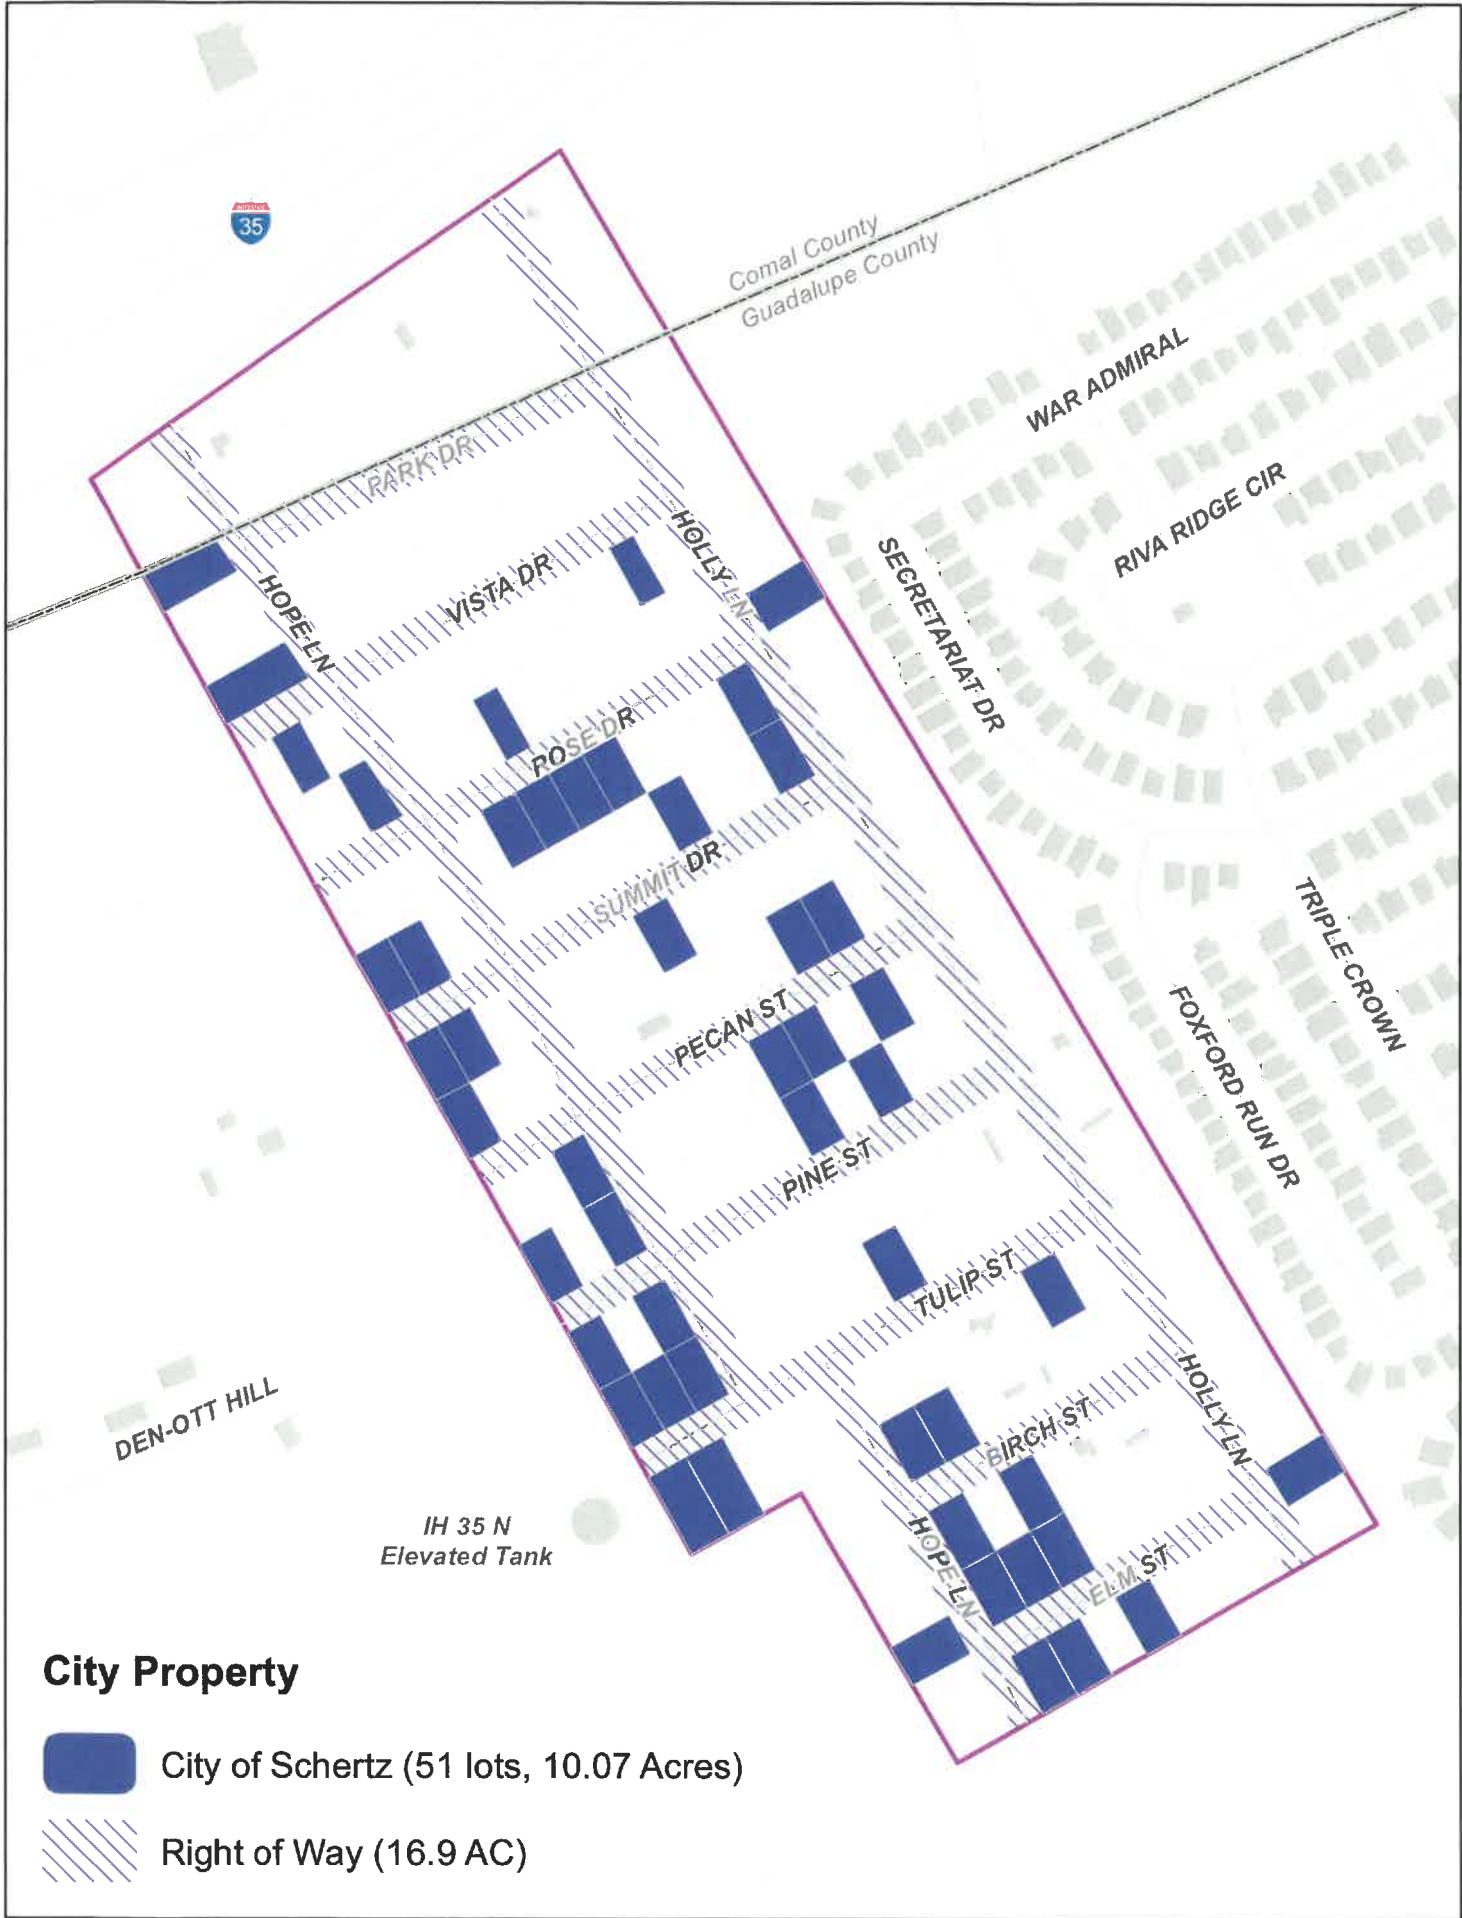 INTERSTATE
35
Comal County
Guadalupe County
WAR ADMIRAL
PARK DR
RIVA RIDGE CIR
HOLLY LN
SECRETARIAT DR
VISTA DR
HOPE LN
ROSE DR
SUMMIT DR
TRIPLE CROWN
PECAN ST
FOXFORD RUN DR
PINE ST
TULIP ST
DEN-OTT HILL
HOLLY LN
BIRCH ST
IH 35 N
Elevated Tank
HOPE LN
ELM ST
City Property
City of Schertz (51 lots, 10.07 Acres)
Right of Way (16.9 AC)